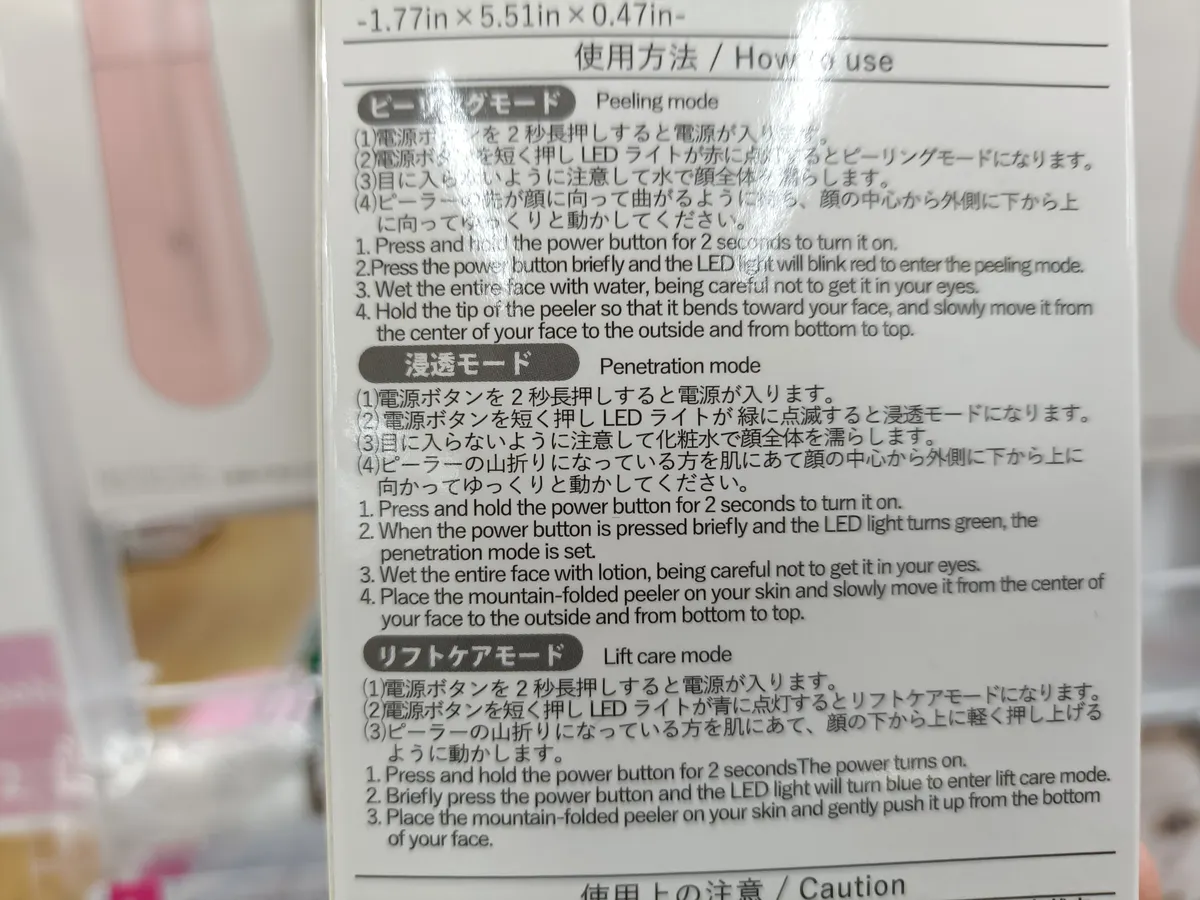 -1.77in×5.51in×0.47in-
使用方法 / How to use
ピーリングモード Peeling mode
(1)電源ボタンを2秒長押しすると電源が入ります。
(2)電源ボタンを短く押し LED ライトが赤に点灯するとピーリングモードになります。
(3)目に入らないように注意して水で顔全体を濡らします。
(4)ピーラーの先が顔に向って曲がるように持ち、顔の中心から外側に下から上
に向ってゆっくりと動かしてください。
1. Press and hold the power button for 2 seconds to turn it on.
2.Press the power button briefly and the LED light will blink red to enter the peeling mode.
3. Wet the entire face with water, being careful not to get it in your eyes.
4. Hold the tip of the peeler so that it bends toward your face, and slowly move it from
the center of your face to the outside and from bottom to top.
浸透モード Penetration mode
(1)電源ボタンを2秒長押しすると電源が入ります。
(2)電源ボタンを短く押し LED ライトが 緑に点滅すると浸透モードになります。
(3)目に入らないように注意して化粧水で顔全体を濡らします。
(4)ピーラーの山折りになっている方を肌にあて顔の中心から外側に下から上に
向かってゆっくりと動かしてください。
1. Press and hold the power button for 2 seconds to turn it on.
2. When the power button is pressed briefly and the LED light turns green, the
penetration mode is set.
3. Wet the entire face with lotion, being careful not to get it in your eyes.
4. Place the mountain-folded peeler on your skin and slowly move it from the center of
your face to the outside and from bottom to top.
リフトケアモード Lift care mode
(1)電源ボタンを2秒長押しすると電源が入ります。
(2)電源ボタンを短く押し LED ライトが青に点灯するとリフトケアモードになります。
(3)ピーラーの山折りになっている方を肌にあて、顔の下から上に軽く押し上げる
ように動かします。
1. Press and hold the power button for 2 secondsThe power turns on.
2. Briefly press the power button and the LED light will turn blue to enter lift care mode.
3. Place the mountain-folded peeler on your skin and gently push it up from the bottom
of your face.
使用上の注意 / Caution